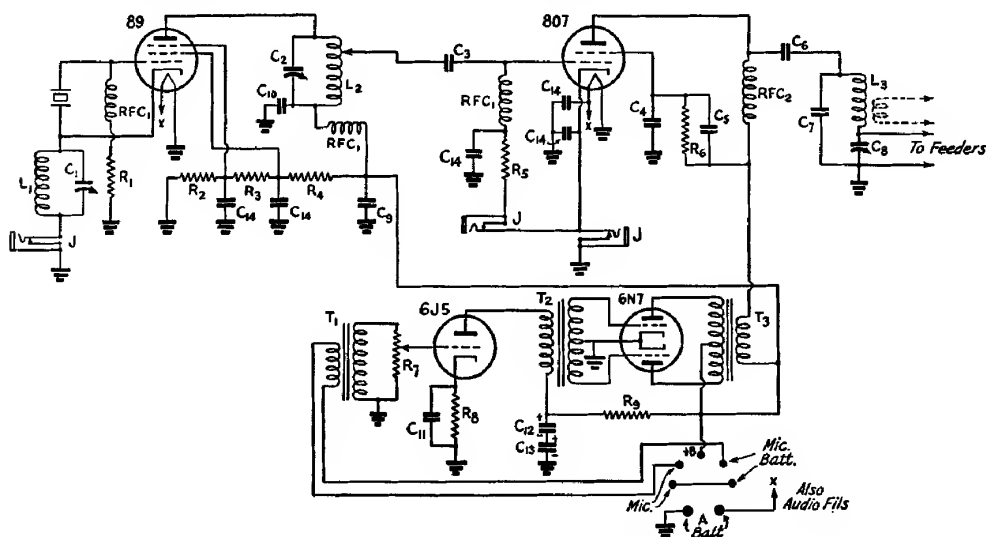 89
807
C2
L2
C10
RFC1
C3
RFC1
x
L1
C1
R1
R2
R3
R4
C14
C14
C9
J
RFC1
C14
C14
x
C14
R5
J
J
C4
R6
C5
RFC2
C6
C7
L3
C8
To Feeders
T1
R7
6J5
C11
R8
T2
6N7
T3
C12
+
-
C13
+
-
R9
+B
Mic.
Batt.
Mic.
A
Batt
x
Also
Audio Fils